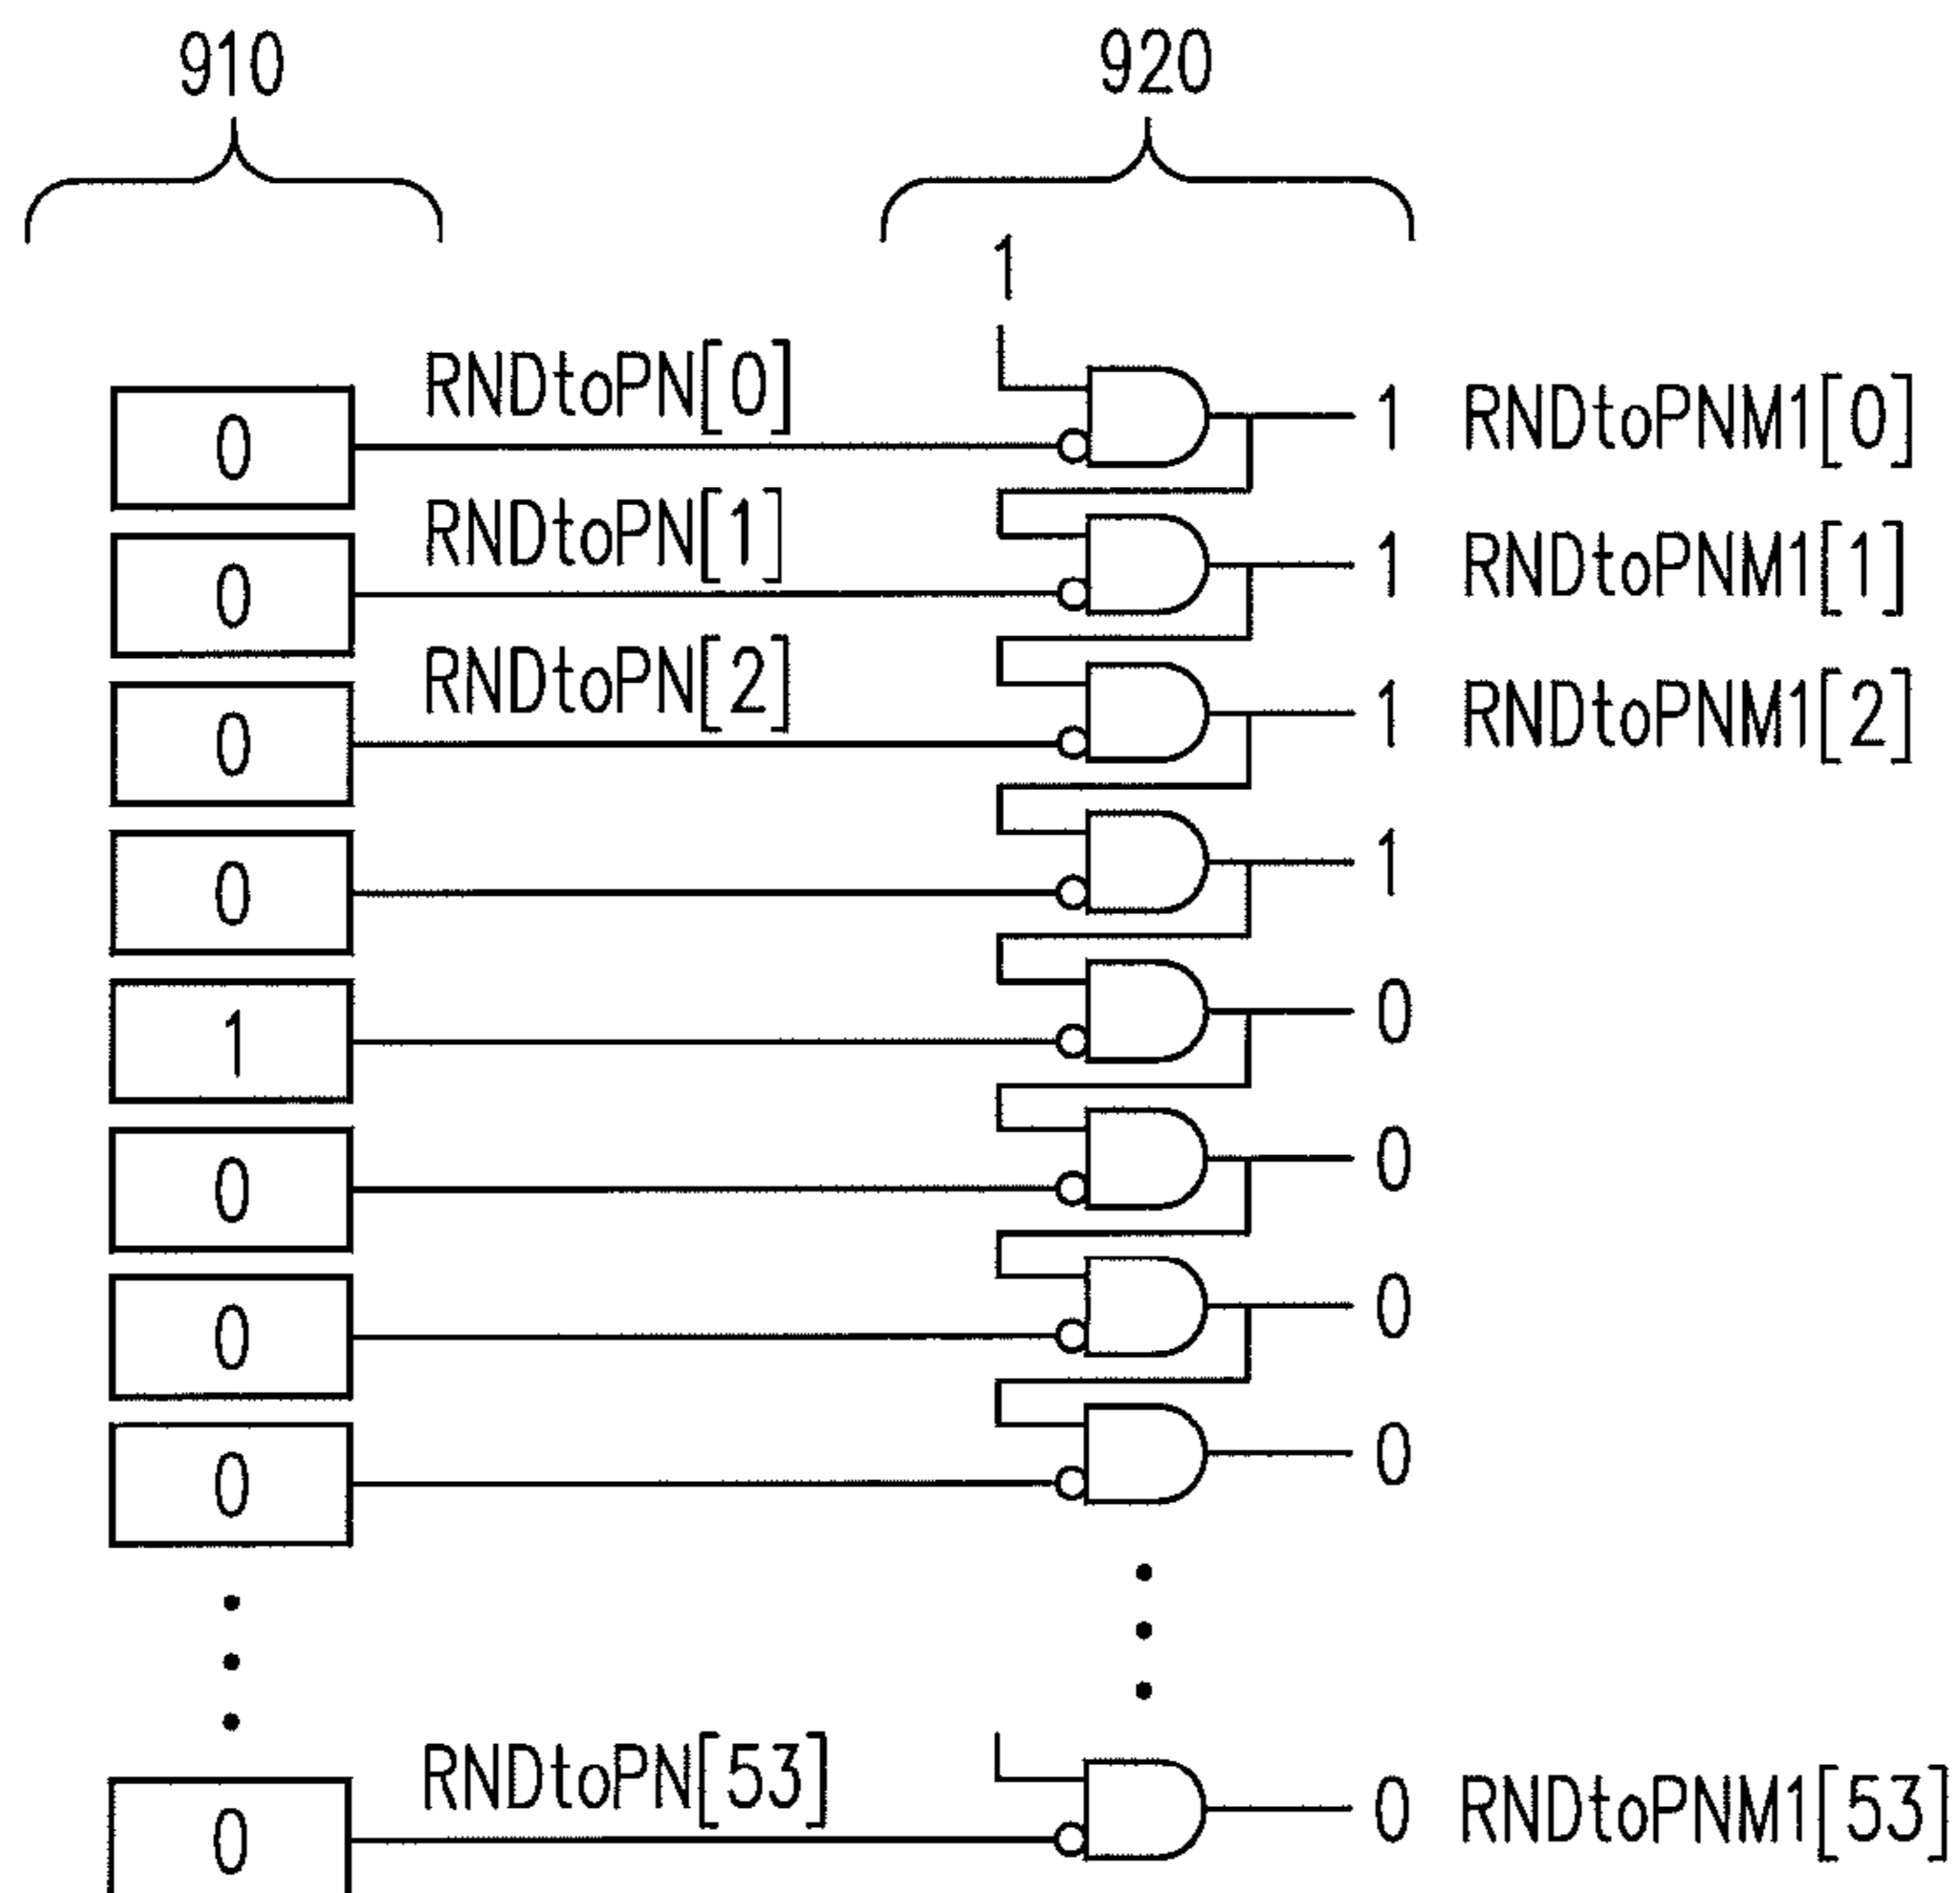 910 920
1
0 RNDtoPN[0] 1 RNDtoPNM1[0]
0 RNDtoPN[1] 1 RNDtoPNM1[1]
0 RNDtoPN[2] 1 RNDtoPNM1[2]
0 1
1 0
0 0
0 0
0 0
0 RNDtoPN[53] 0 RNDtoPNM1[53]